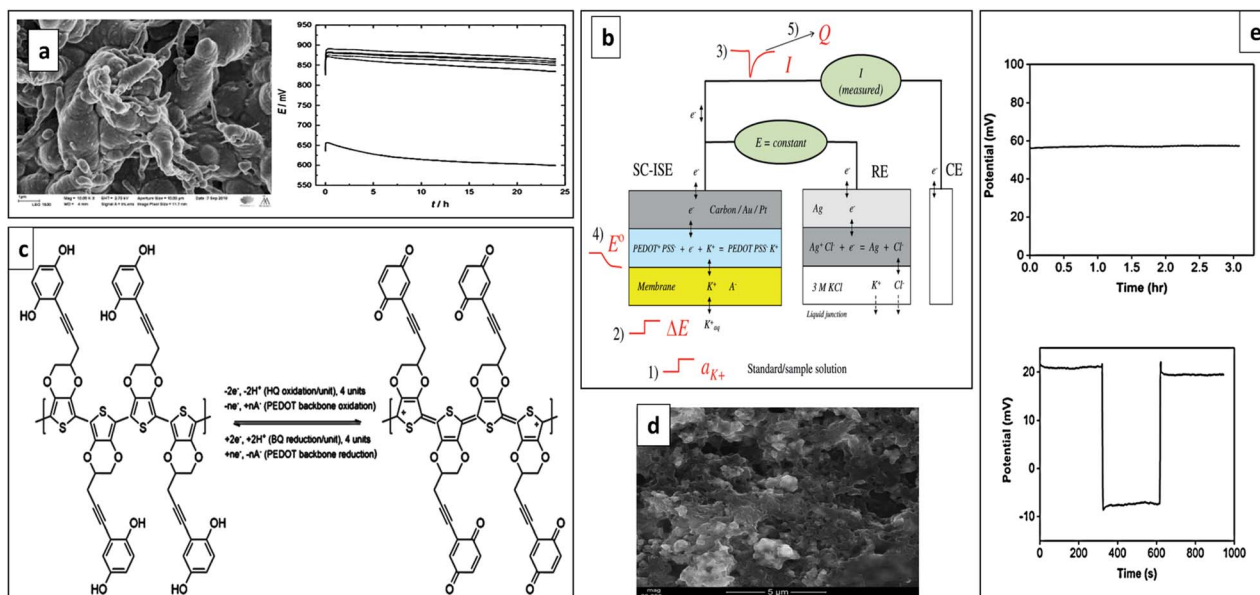 a
E / mV
900
850
800
750
700
650
600
550
0
5
10
15
20
25
t / h
b
5)
Q
3)
I
I
(measured)
e⁻
E = constant
SC-ISE
RE
CE
e⁻
e⁻
e⁻
Carbon / Au / Pt
e⁻
Ag
e⁻
4)
E°
PEDOT⁺ PSS⁻ + e⁻ + K⁺ = PEDOT PSS⁻ K⁺
Ag⁺ Cl⁻ + e⁻ = Ag + Cl⁻
Membrane
K⁺
A⁻
3 M KCl
K⁺
Cl⁻
Liquid junction
2)
ΔE
K⁺aq
1)
aK+
Standard/sample solution
c
OH
OH
HO
HO
O
O
O
O
S
S
S
S
O
O
O
O
OH
OH
HO
HO
-2e⁻, -2H⁺ (HQ oxidation/unit), 4 units
-ne⁻, +nA⁻ (PEDOT backbone oxidation)
+2e⁻, +2H⁺ (BQ reduction/unit), 4 units
+ne⁻, -nA⁻ (PEDOT backbone reduction)
O
O
O
O
O
O
O
O
S
S
S
S
+
+
O
O
O
O
O
O
O
O
d
mag
5 µm
e
Potential (mV)
100
80
60
40
20
0
0.0
0.5
1.0
1.5
2.0
2.5
3.0
Time (hr)
Potential (mV)
20
10
0
-10
0
200
400
600
800
1000
Time (s)